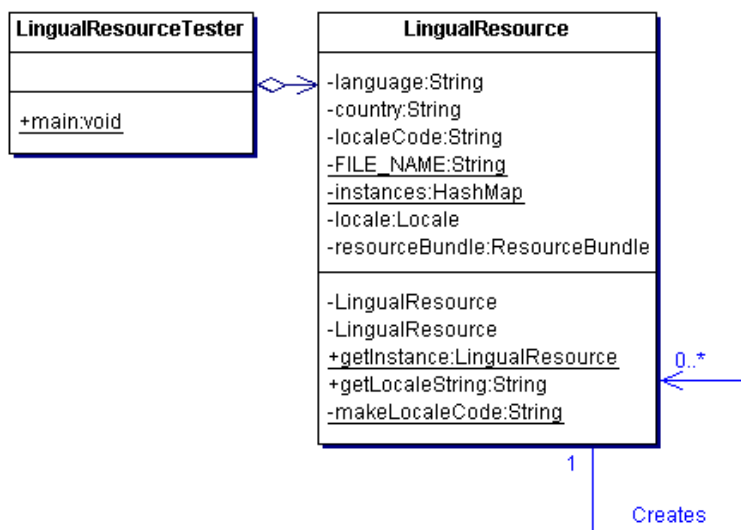 LingualResourceTester
+main:void
LingualResource
-language:String
-country:String
-localeCode:String
-FILE_NAME:String
-instances:HashMap
-locale:Locale
-resourceBundle:ResourceBundle
-LingualResource
-LingualResource
+getInstance:LingualResource
+getLocaleString:String
-makeLocaleCode:String
0..*
1
Creates